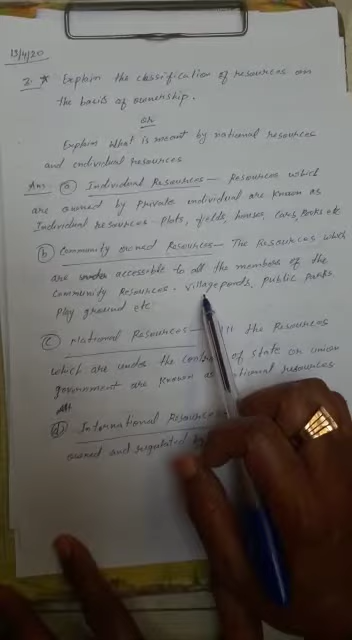 13/4/20
2. * Explain the classification of resources on
the basis of ownership.
or
Explain what is meant by national resources
and individual resources
Ans: (a) Individual Resources - Resources which
are owned by private individual are known as
Individual resources - Plots, fields, houses, cars, books etc
(b) Community owned Resources - The Resources which
are accessible to all the members of the
Community Resources. village ponds, public parks,
Play ground etc
(c) National Resources - All the Resources
which are under the control of state or union
government are known as national resources
(d) International Resources
owned and regulated by